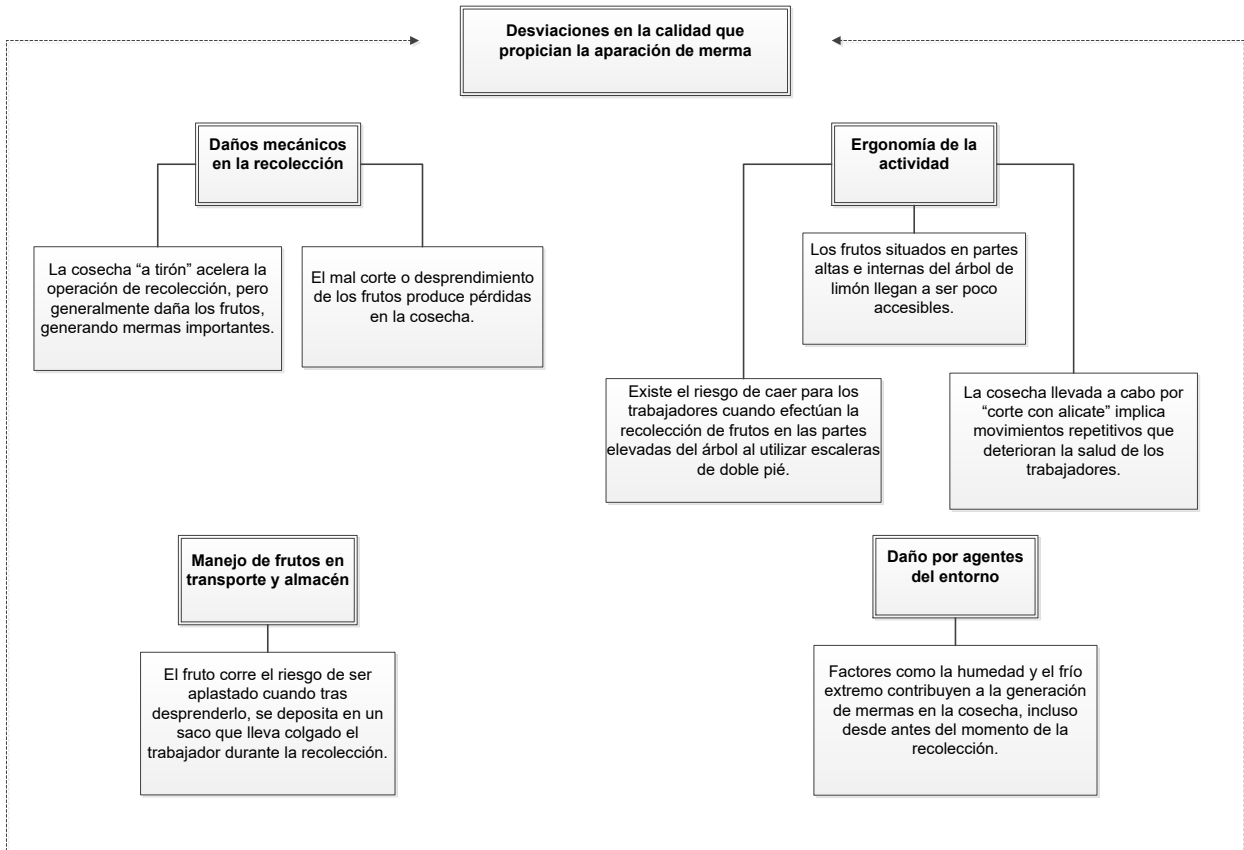 Desviaciones en la calidad que
propician la aparación de merma
Daños mecánicos
en la recolección
La cosecha “a tirón” acelera la
operación de recolección, pero
generalmente daña los frutos,
generando mermas importantes.
El mal corte o desprendimiento
de los frutos produce pérdidas
en la cosecha.
Ergonomía de la
actividad
Los frutos situados en partes
altas e internas del árbol de
limón llegan a ser poco
accesibles.
Existe el riesgo de caer para los
trabajadores cuando efectúan la
recolección de frutos en las partes
elevadas del árbol al utilizar escaleras
de doble pié.
La cosecha llevada a cabo por
“corte con alicate” implica
movimientos repetitivos que
deterioran la salud de los
trabajadores.
Manejo de frutos en
transporte y almacén
El fruto corre el riesgo de ser
aplastado cuando tras
desprenderlo, se deposita en un
saco que lleva colgado el
trabajador durante la recolección.
Daño por agentes
del entorno
Factores como la humedad y el frío
extremo contribuyen a la generación
de mermas en la cosecha, incluso
desde antes del momento de la
recolección.